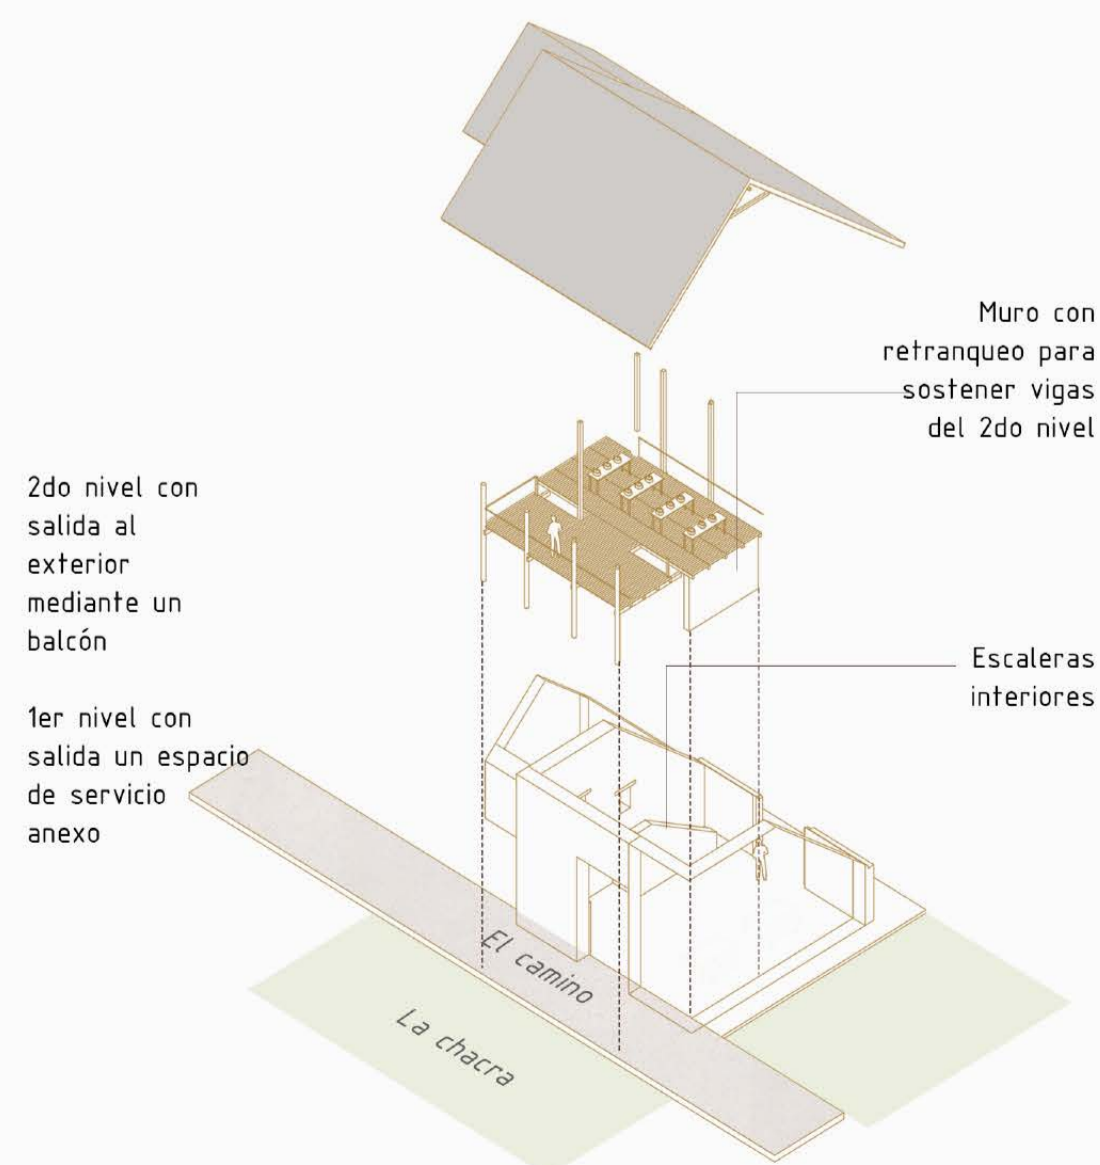 Muro con
retranqueo para
sostener vigas
del 2do nivel
2do nivel con
salida al
exterior
mediante un
balcón
Escaleras
interiores
1er nivel con
salida un espacio
de servicio
anexo
El camino
La chacra